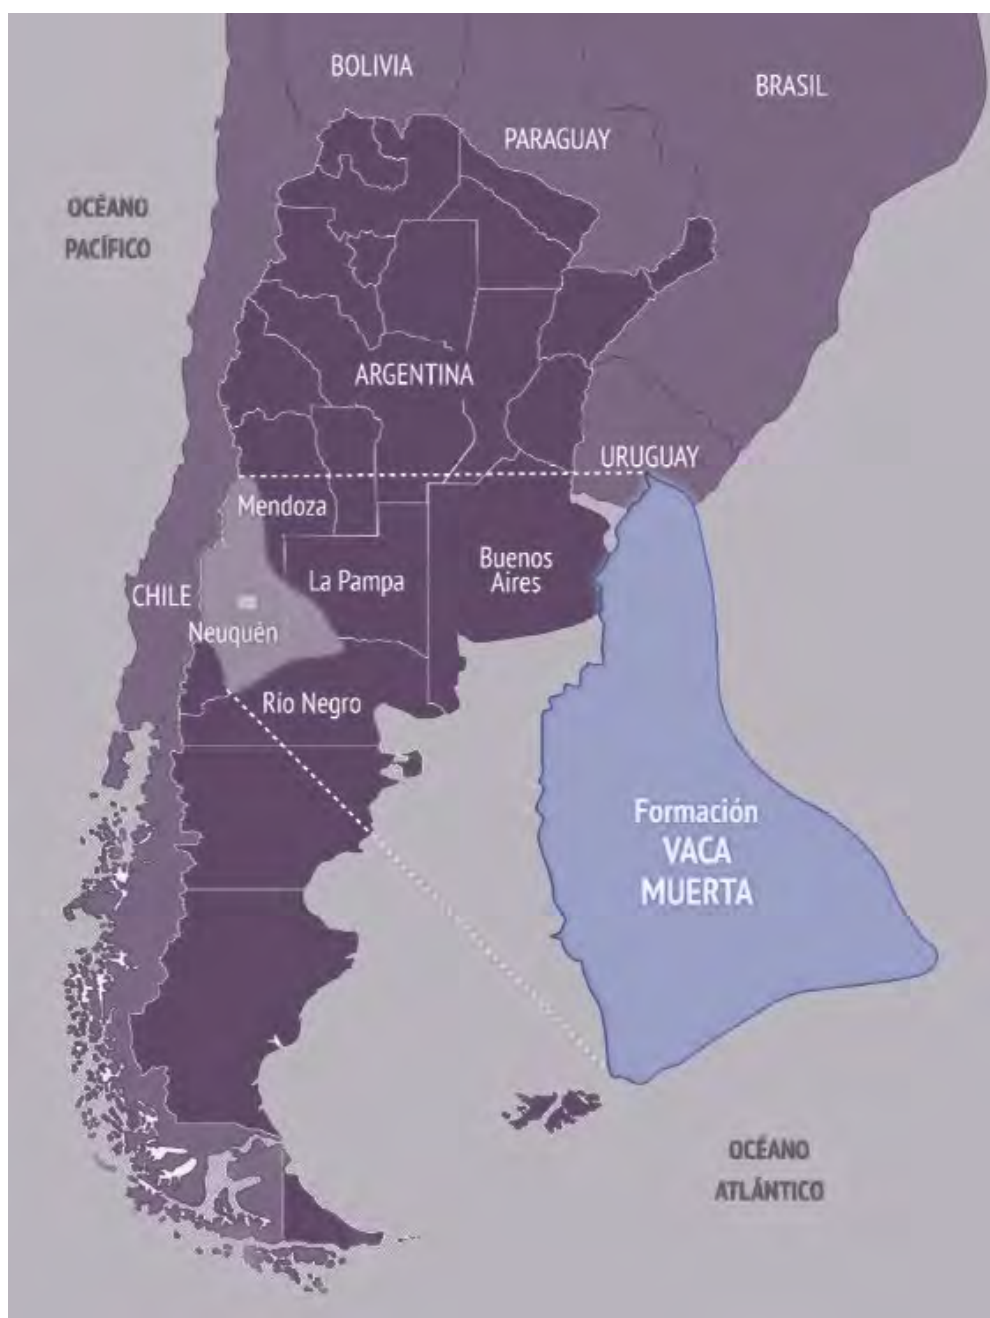 BOLIVIA
BRASIL
PARAGUAY
OCÉANO
PACÍFICO
ARGENTINA
URUGUAY
Mendoza
Buenos
Aires
La Pampa
CHILE
Neuquén
Río Negro
Formación
VACA
MUERTA
OCÉANO
ATLÁNTICO